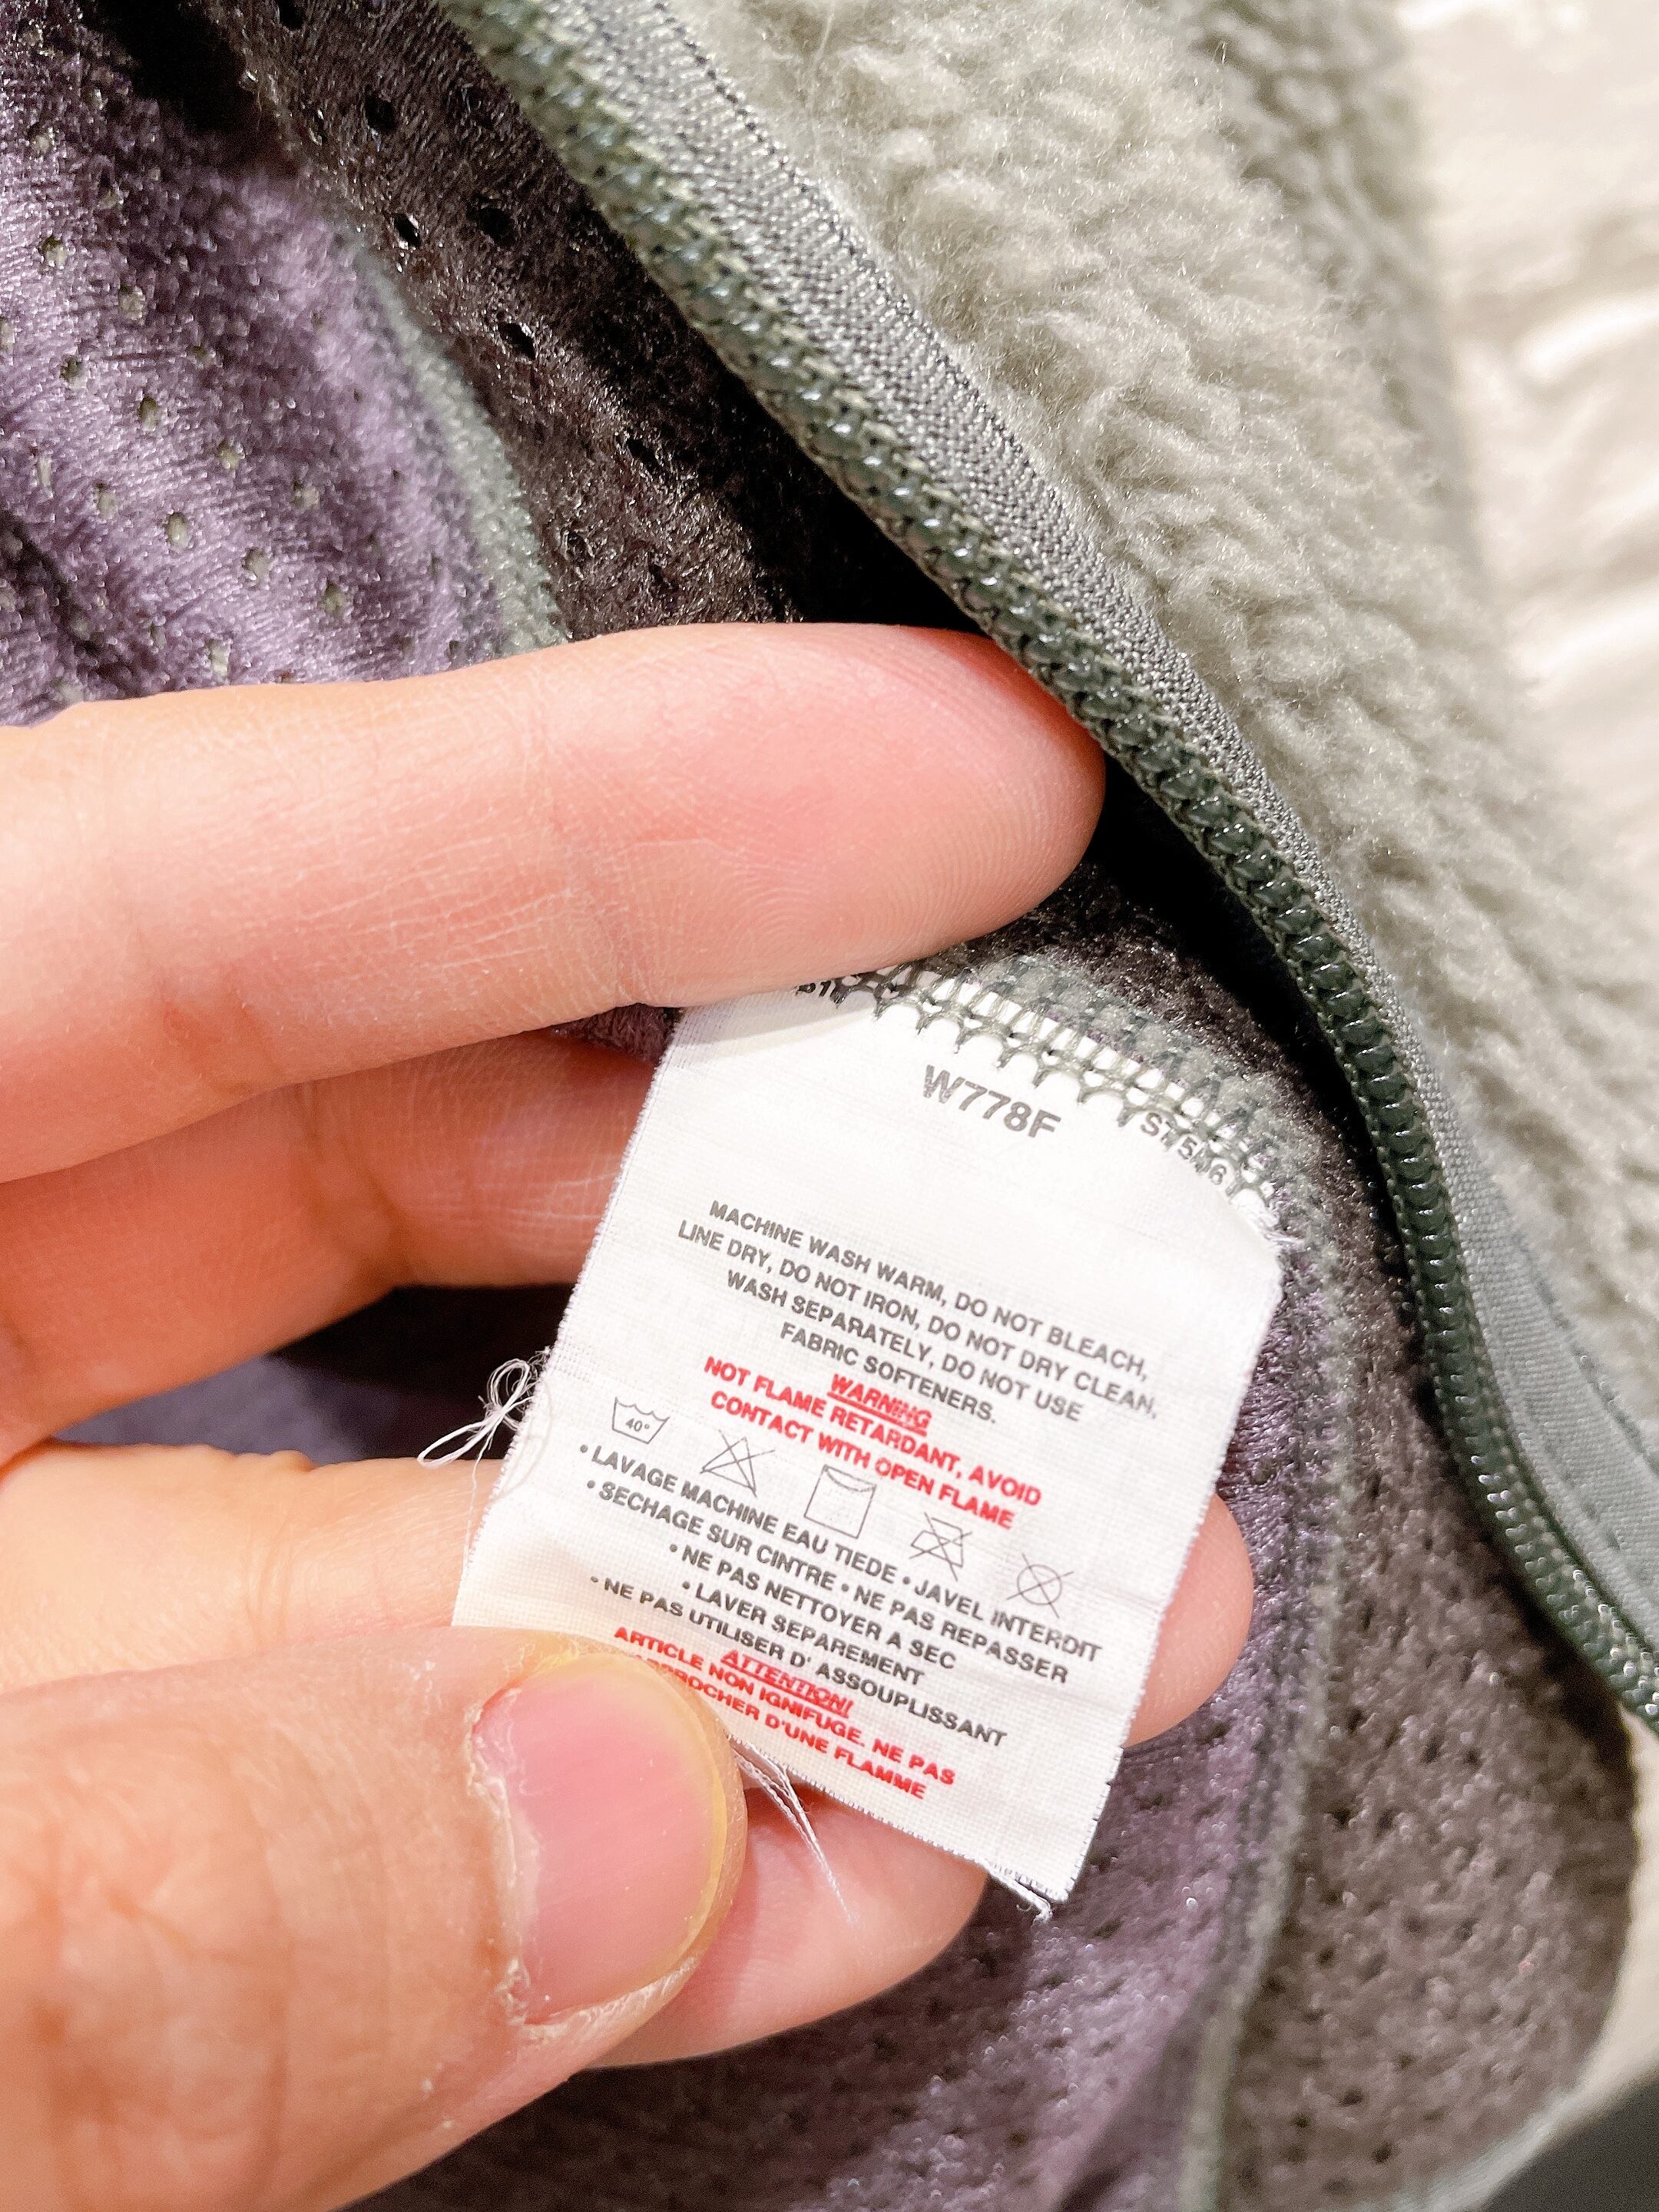 W778F
MACHINE WASH WARM, DO NOT BLEACH,
LINE DRY, DO NOT IRON, DO NOT DRY CLEAN,
WASH SEPARATELY, DO NOT USE
FABRIC SOFTENERS.
WARNING
NOT FLAME RETARDANT, AVOID
CONTACT WITH OPEN FLAME
40°
• LAVAGE MACHINE EAU TIEDE • JAVEL INTERDIT
• SECHAGE SUR CINTRE • NE PAS REPASSER
• NE PAS NETTOYER A SEC
• LAVER SEPAREMENT
• NE PAS UTILISER D' ASSOUPLISSANT
ATTENTION!
ARTICLE NON IGNIFUGE. NE PAS
D'UNE FLAMME